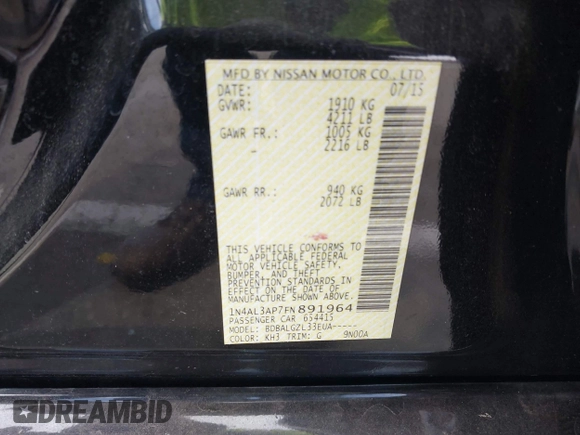 MFD BY NISSAN MOTOR CO., LTD.
DATE: 07/15
GVWR: 1910 KG
4211 LB
GAWR FR.: 1005 KG
2216 LB
GAWR RR.: 940 KG
2072 LB
THIS VEHICLE CONFORMS TO
ALL APPLICABLE FEDERAL
MOTOR VEHICLE SAFETY,
BUMPER, AND THEFT
PREVENTION STANDARDS IN
EFFECT ON THE DATE OF
MANUFACTURE SHOWN ABOVE.
1N4AL3AP7FN891964
PASSENGER CAR 654415
MODEL: BDBALGZL33EUA-----
COLOR: KH3 TRIM: G 9N00A
DREAMBID